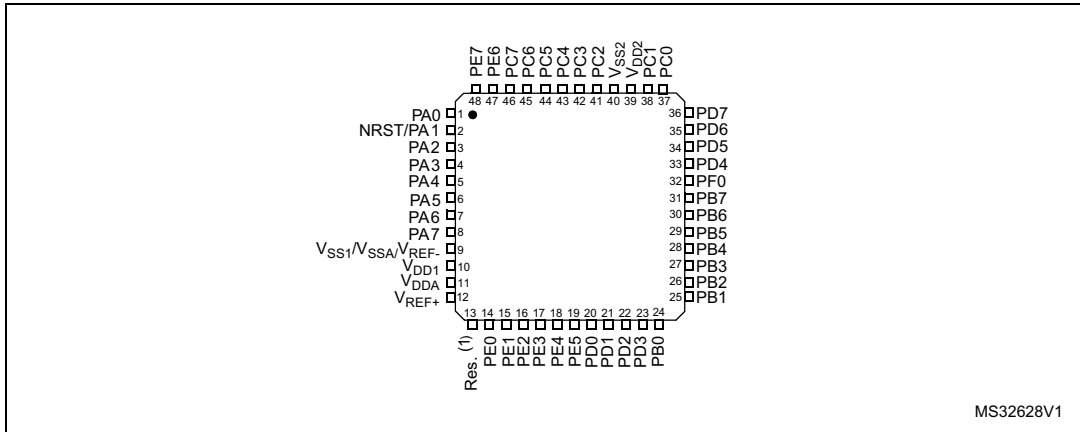 PE7
PE6
PC7
PC6
PC5
PC4
PC3
PC2
VSS2
VDD2
PC1
PC0
48
47
46
45
44
43
42
41
40
39
38
37
PA0 1
NRST/PA1 2
PA2 3
PA3 4
PA4 5
PA5 6
PA6 7
PA7 8
VSS1/VSSA/VREF- 9
VDD1 10
VDDA 11
VREF+ 12
36 PD7
35 PD6
34 PD5
33 PD4
32 PF0
31 PB7
30 PB6
29 PB5
28 PB4
27 PB3
26 PB2
25 PB1
13
14
15
16
17
18
19
20
21
22
23
24
Res. (1)
PE0
PE1
PE2
PE3
PE4
PE5
PD0
PD1
PD2
PD3
PB0
MS32628V1